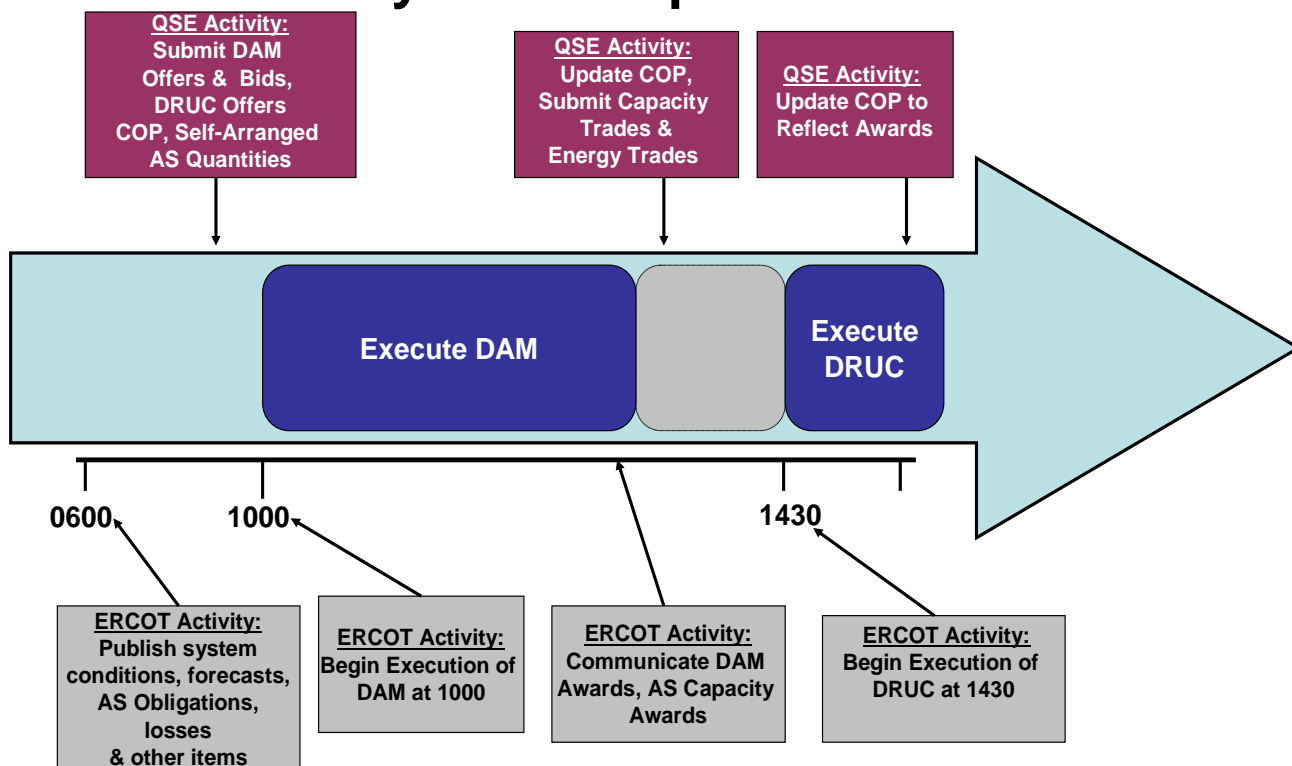 QSE Activity:
Submit DAM
Offers & Bids,
DRUC Offers
COP, Self-Arranged
AS Quantities
QSE Activity:
Update COP,
Submit Capacity
Trades &
Energy Trades
QSE Activity:
Update COP to
Reflect Awards
Execute DAM
Execute
DRUC
0600
1000
1430
ERCOT Activity:
Publish system
conditions, forecasts,
AS Obligations,
losses
& other items
ERCOT Activity:
Begin Execution of
DAM at 1000
ERCOT Activity:
Communicate DAM
Awards, AS Capacity
Awards
ERCOT Activity:
Begin Execution of
DRUC at 1430